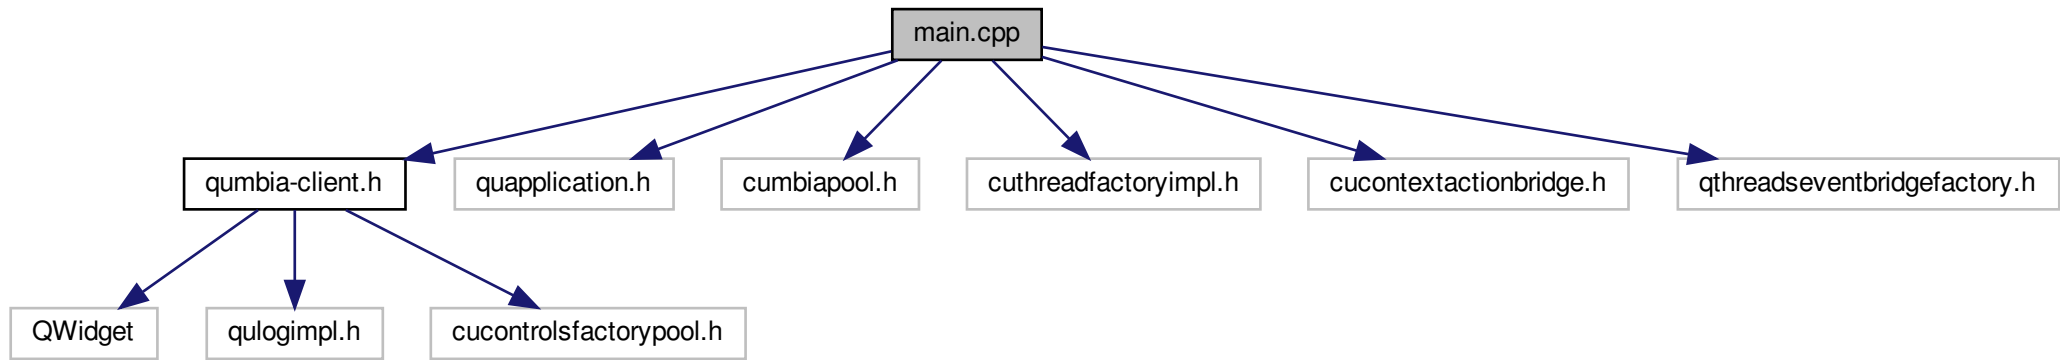 main.cpp
qumbia-client.h
quapplication.h
cumbiapool.h
cuthreadfactoryimpl.h
cucontextactionbridge.h
qthreadseventbridgefactory.h
QWidget
qulogimpl.h
cucontrolsfactorypool.h